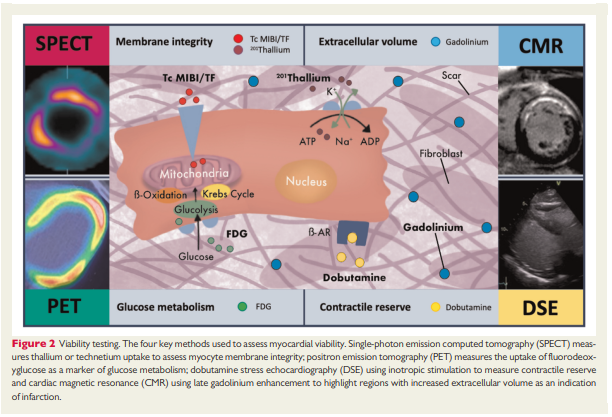 SPECT
Membrane integrity
Tc MIBI/TF
²⁰¹Thallium
Extracellular volume
Gadolinium
CMR
Tc MIBI/TF
²⁰¹Thallium
K⁺
Scar
ATP
Na⁺
ADP
Mitochondria
Nucleus
Fibroblast
ß-Oxidation
Krebs Cycle
Glucolysis
FDG
ß-AR
Gadolinium
Glucose
Dobutamine
PET
Glucose metabolism
FDG
Contractile reserve
Dobutamine
DSE
Figure 2 Viability testing. The four key methods used to assess myocardial viability. Single-photon emission computed tomography (SPECT) meas-
ures thallium or technetium uptake to assess myocyte membrane integrity; positron emission tomography (PET) measures the uptake of fluorodeox-
yglucose as a marker of glucose metabolism; dobutamine stress echocardiography (DSE) using inotropic stimulation to measure contractile reserve
and cardiac magnetic resonance (CMR) using late gadolinium enhancement to highlight regions with increased extracellular volume as an indication
of infarction.